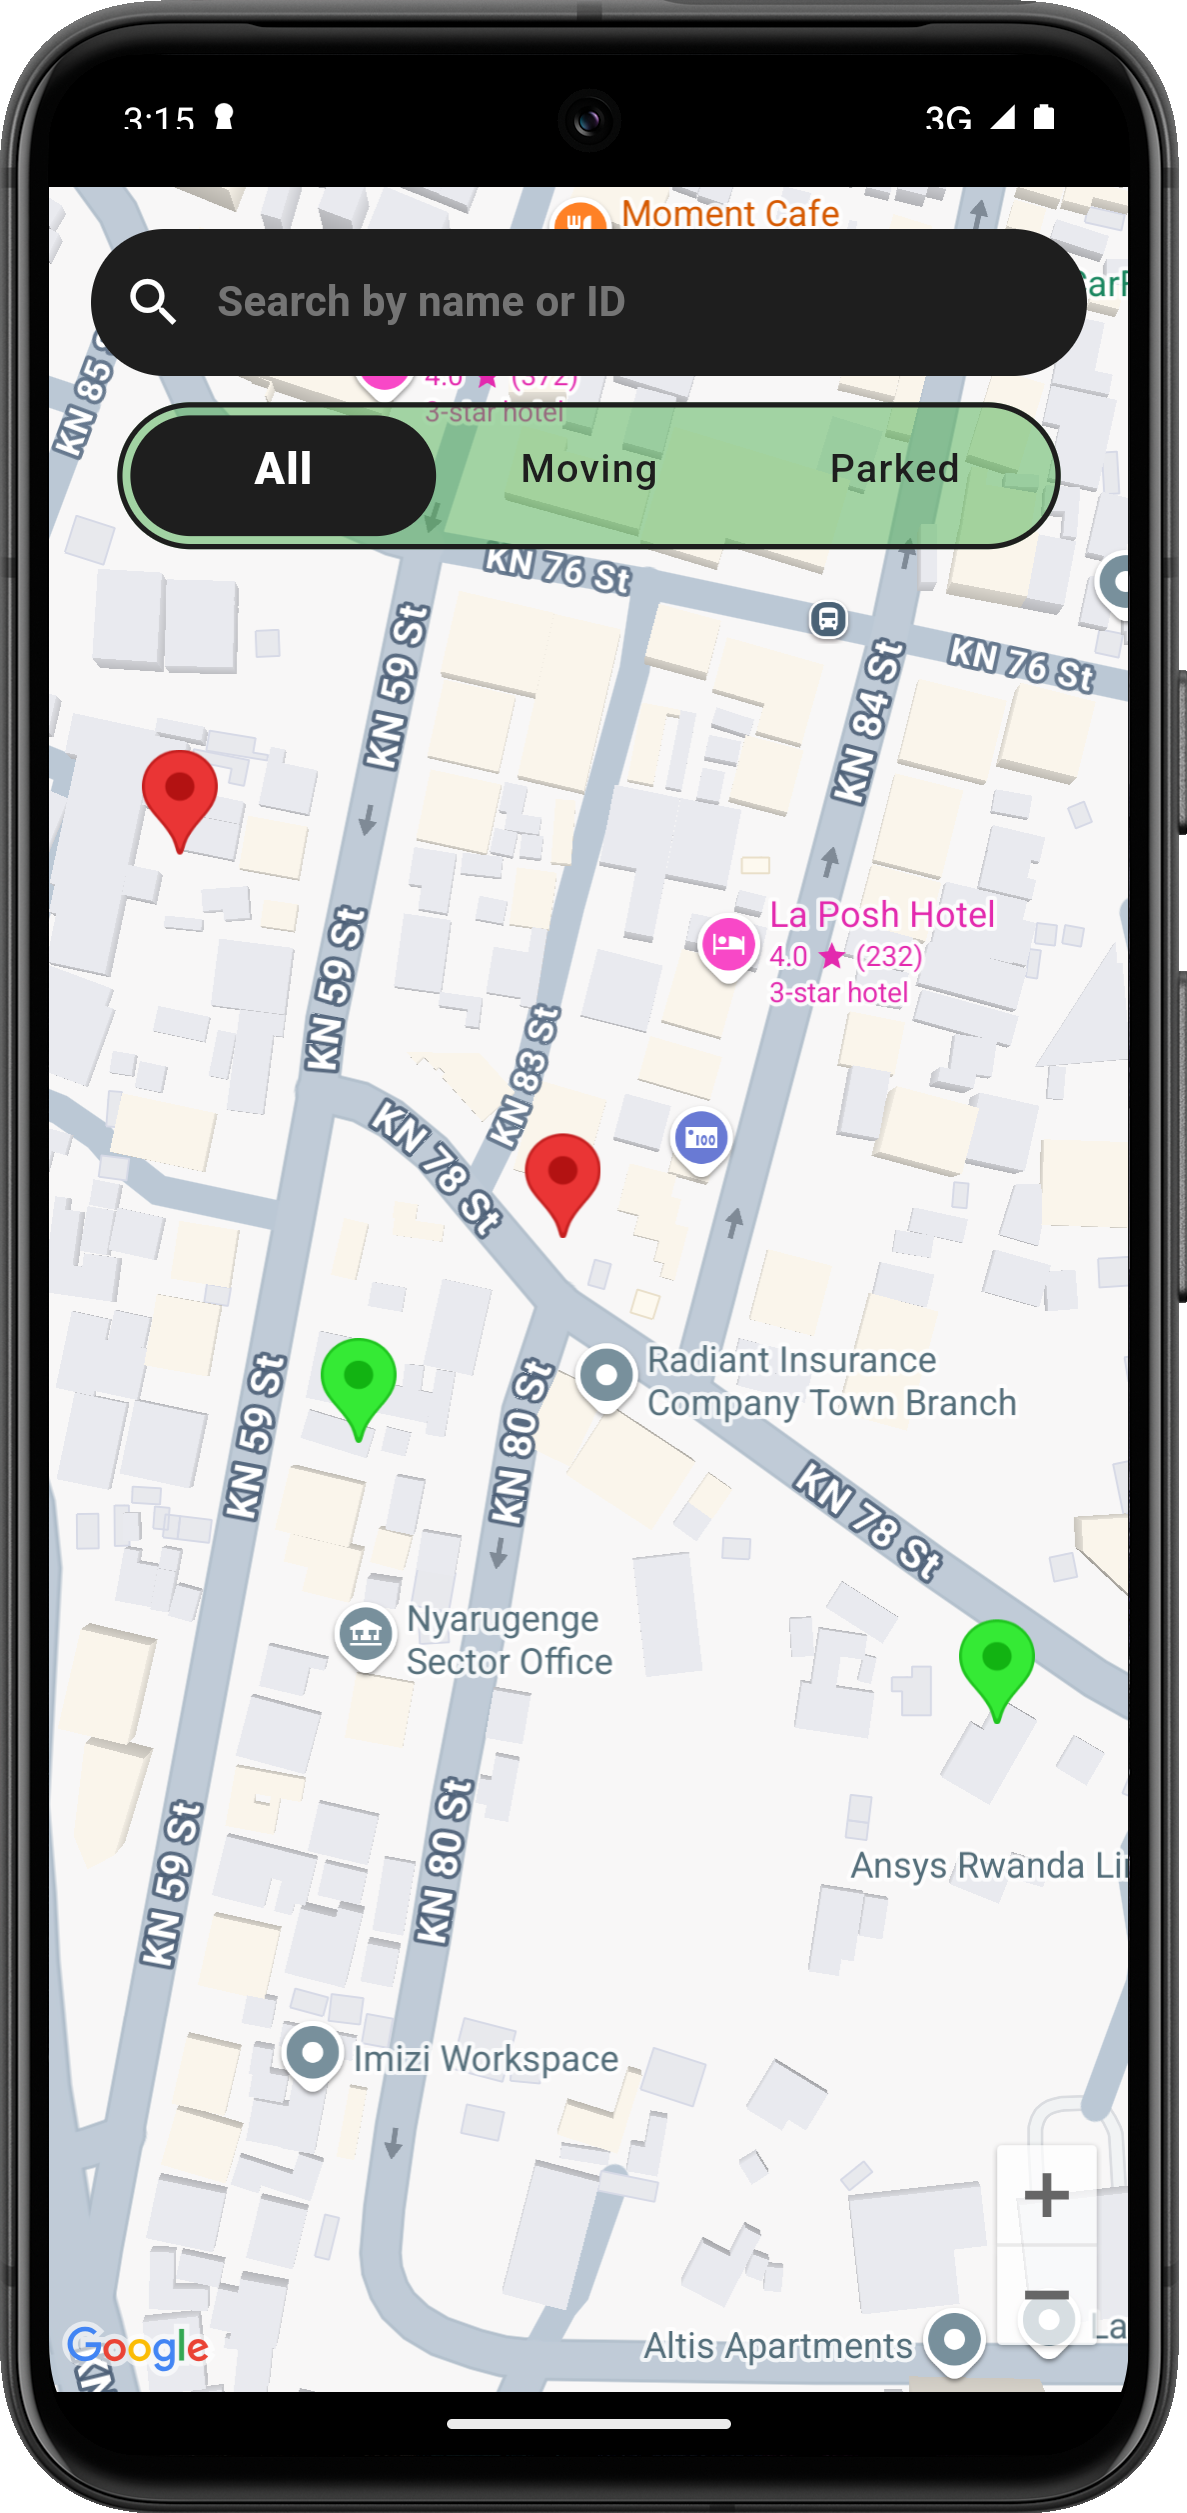 3:15
3G
Moment Cafe
Search by name or ID
KN 85
4.0 (372)
3-star hotel
All
Moving
Parked
KN 76 St
KN 76 St
KN 59 St
KN 84 St
La Posh Hotel
4.0 ★ (232)
3-star hotel
KN 59 St
KN 83 St
100
KN 78 St
Radiant Insurance
Company Town Branch
KN 59 St
KN 80 St
KN 78 St
Nyarugenge
Sector Office
KN 80 St
KN 59 St
Ansys Rwanda
Imizi Workspace
+
−
Altis Apartments
La
Google